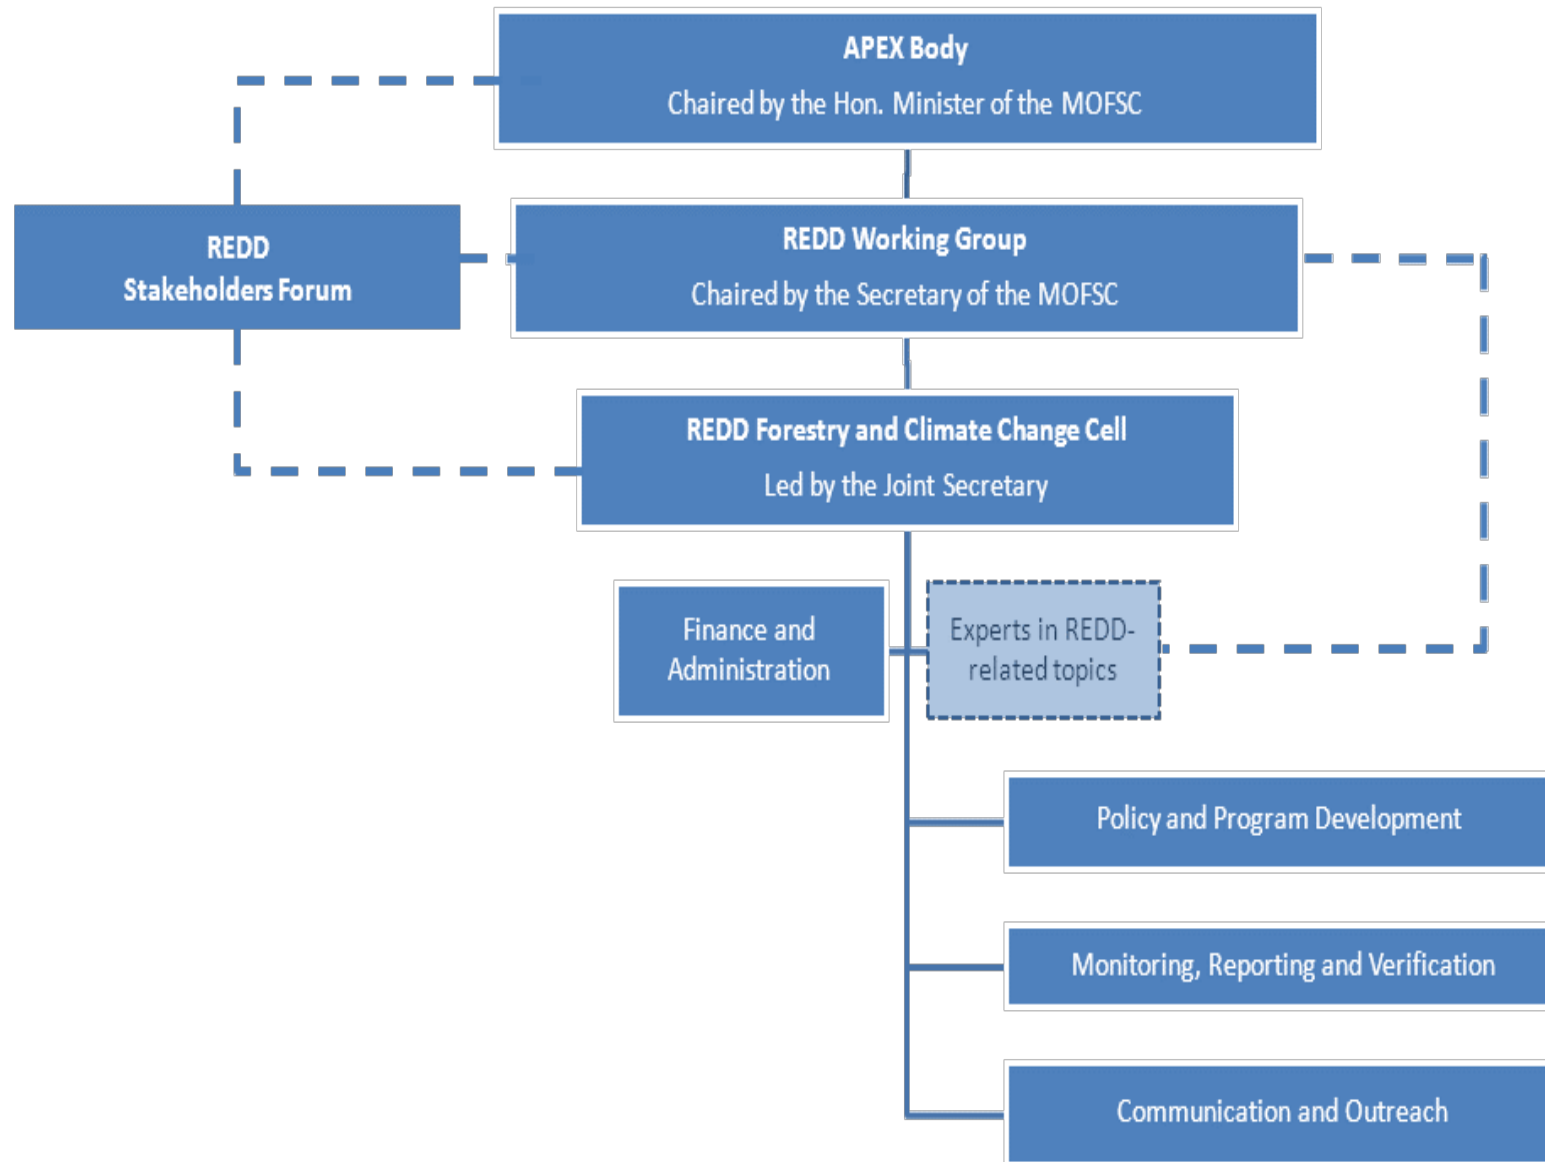 APEX Body
Chaired by the Hon. Minister of the MOFSC
REDD
Stakeholders Forum
REDD Working Group
Chaired by the Secretary of the MOFSC
REDD Forestry and Climate Change Cell
Led by the Joint Secretary
Finance and
Administration
Experts in REDD-
related topics
Policy and Program Development
Monitoring, Reporting and Verification
Communication and Outreach